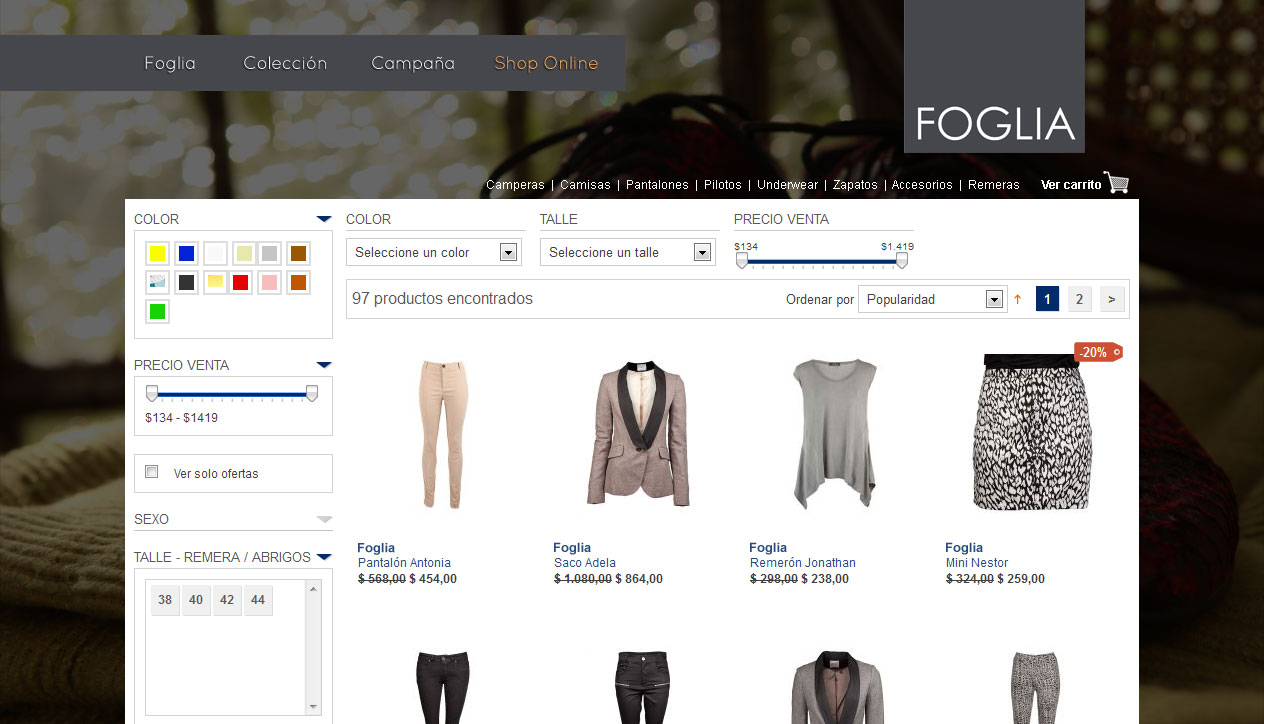 Foglia Colección Campaña Shop Online
FOGLIA
Camperas | Camisas | Pantalones | Pilotos | Underwear | Zapatos | Accesorios | Remeras Ver carrito
COLOR
PRECIO VENTA
$134 - $1419
Ver solo ofertas
SEXO
TALLE - REMERA / ABRIGOS
38 40 42 44
COLOR TALLE PRECIO VENTA
$134 $1.419
Seleccione un color Seleccione un talle
97 productos encontrados Ordenar por Popularidad ↑ 1 2 >
-20%
Foglia
Pantalón Antonia
$ 568,00 $ 454,00
Foglia
Saco Adela
$ 1.080,00 $ 864,00
Foglia
Remerón Jonathan
$ 298,00 $ 238,00
Foglia
Mini Nestor
$ 324,00 $ 259,00